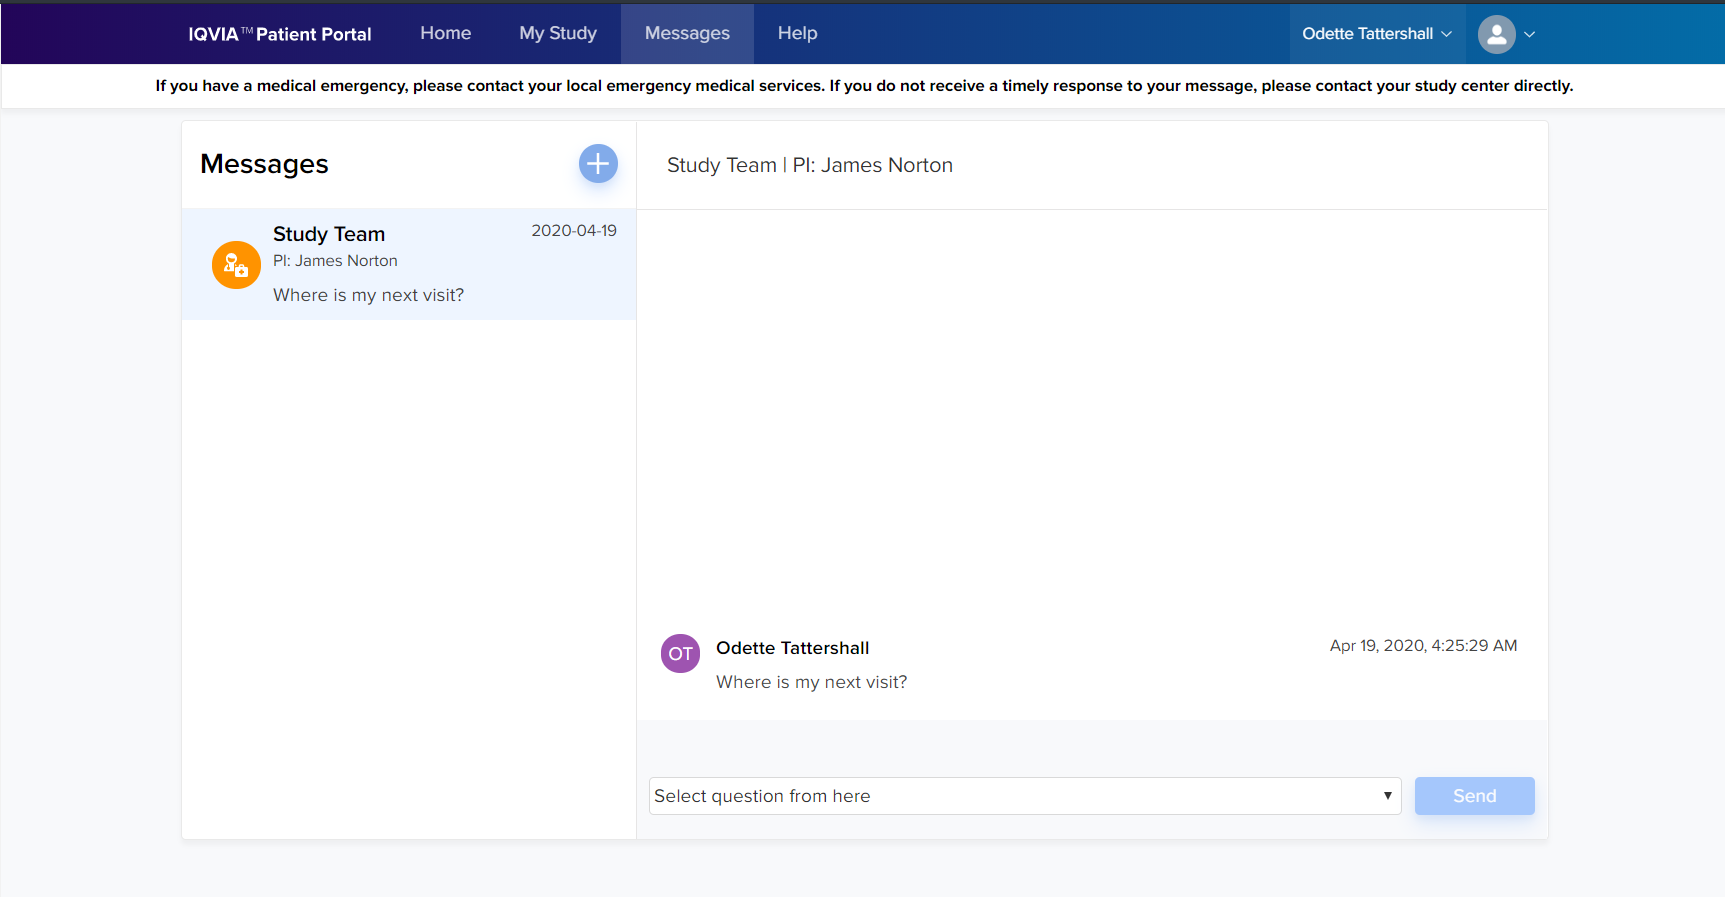 IQVIA™ Patient Portal Home My Study Messages Help Odette Tattershall
If you have a medical emergency, please contact your local emergency medical services. If you do not receive a timely response to your message, please contact your study center directly.
Messages
Study Team 2020-04-19
PI: James Norton
Where is my next visit?
Study Team | PI: James Norton
OT
Odette Tattershall Apr 19, 2020, 4:25:29 AM
Where is my next visit?
Select question from here Send